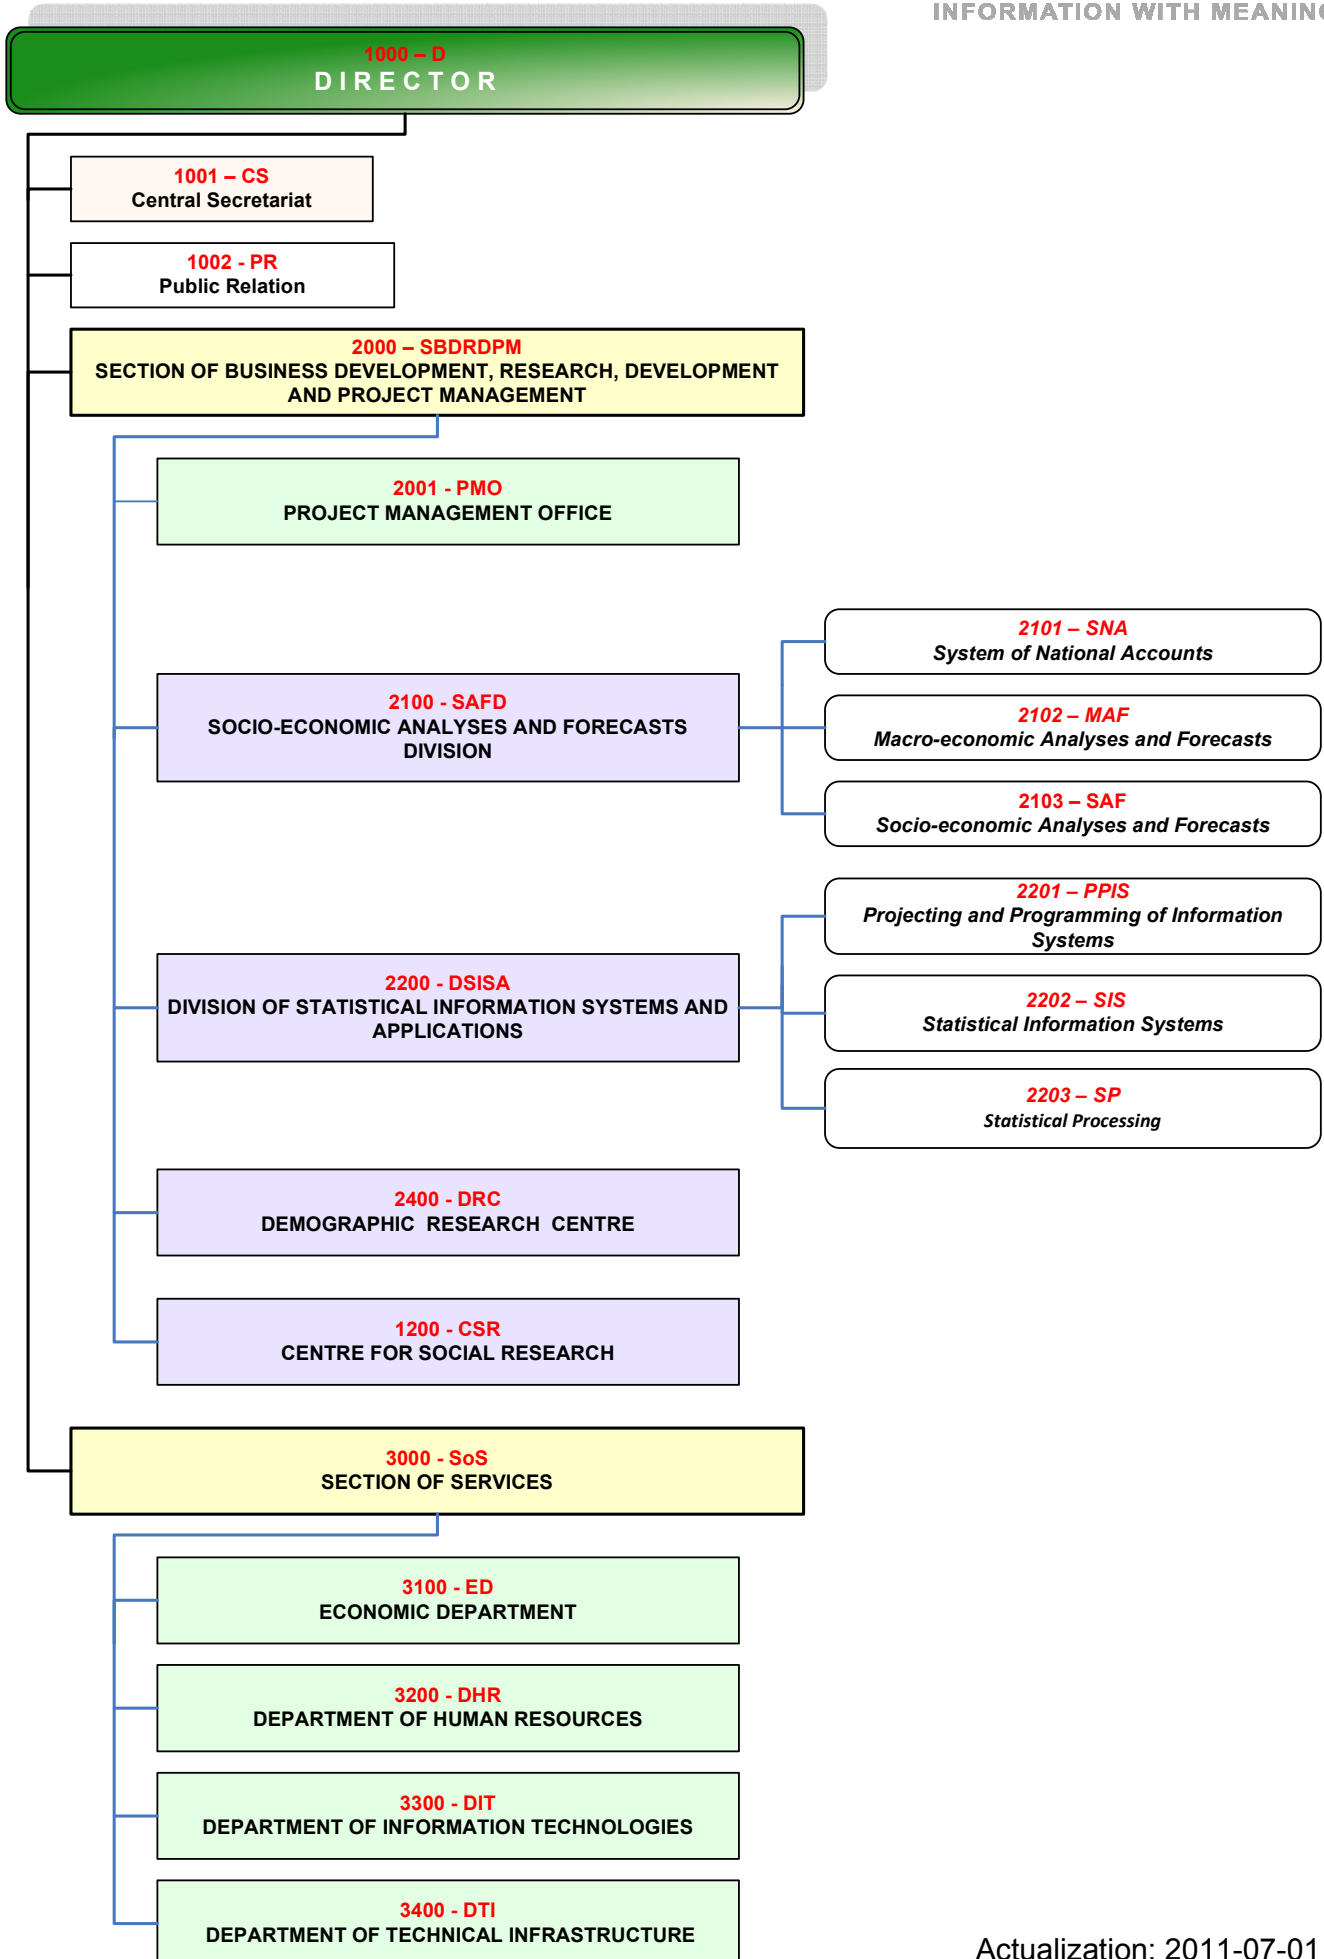 INFORMATION WITH MEANING
1000 – D
DIRECTOR
1001 – CS
Central Secretariat
1002 - PR
Public Relation
2000 – SBDRDPM
SECTION OF BUSINESS DEVELOPMENT, RESEARCH, DEVELOPMENT
AND PROJECT MANAGEMENT
2001 - PMO
PROJECT MANAGEMENT OFFICE
2100 - SAFD
SOCIO-ECONOMIC ANALYSES AND FORECASTS
DIVISION
2101 – SNA
System of National Accounts
2102 – MAF
Macro-economic Analyses and Forecasts
2103 – SAF
Socio-economic Analyses and Forecasts
2200 - DSISA
DIVISION OF STATISTICAL INFORMATION SYSTEMS AND
APPLICATIONS
2201 – PPIS
Projecting and Programming of Information
Systems
2202 – SIS
Statistical Information Systems
2203 – SP
Statistical Processing
2400 - DRC
DEMOGRAPHIC RESEARCH CENTRE
1200 - CSR
CENTRE FOR SOCIAL RESEARCH
3000 - SoS
SECTION OF SERVICES
3100 - ED
ECONOMIC DEPARTMENT
3200 - DHR
DEPARTMENT OF HUMAN RESOURCES
3300 - DIT
DEPARTMENT OF INFORMATION TECHNOLOGIES
3400 - DTI
DEPARTMENT OF TECHNICAL INFRASTRUCTURE
Actualization: 2011-07-01